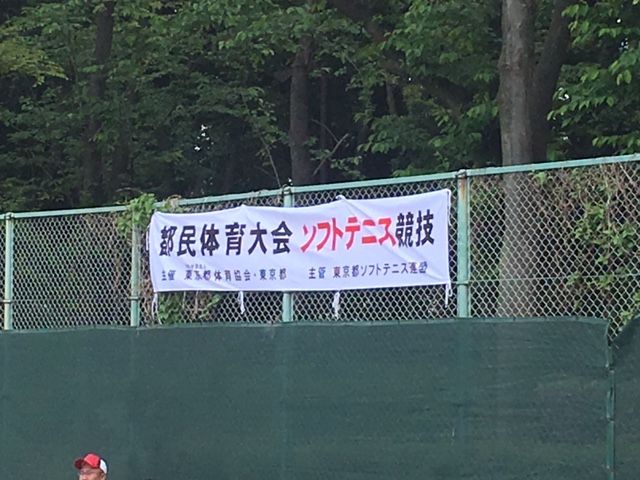 都民体育大会 ソフトテニス競技
主管 東京都体育協会・東京都 主管 東京都ソフトテニス連盟